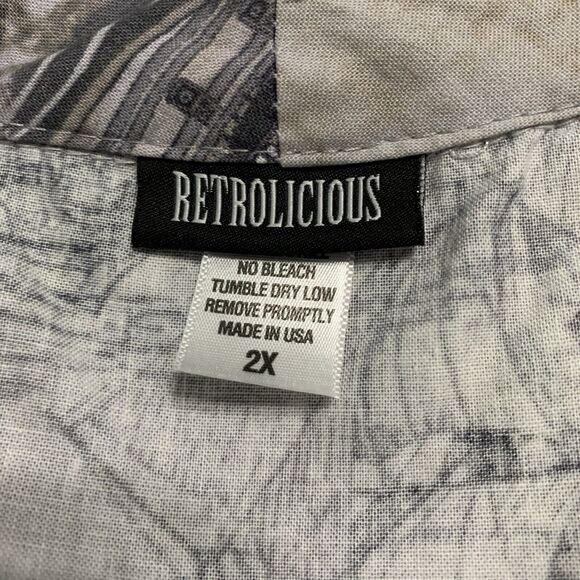 RETROLICIOUS
NO BLEACH
TUMBLE DRY LOW
REMOVE PROMPTLY
MADE IN USA
2X